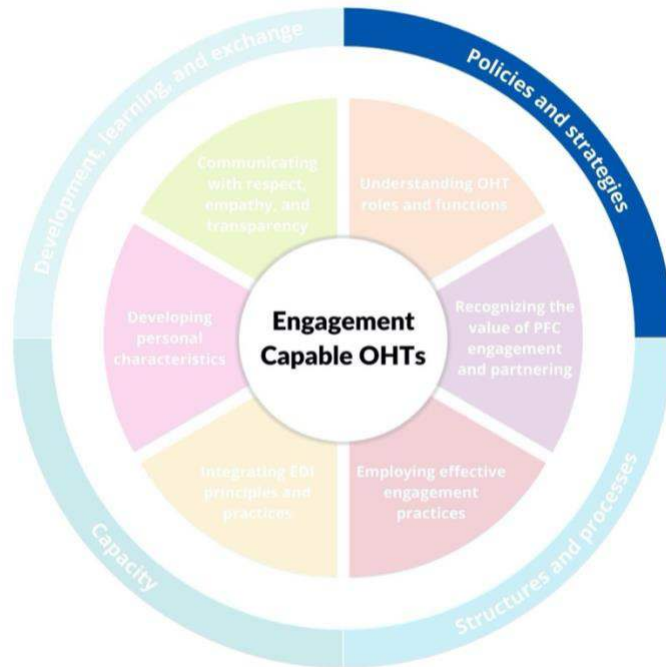 Development, learning, and exchange
Policies and strategies
Communicating
with respect,
empathy, and
transparency
Understanding OHT
roles and functions
Developing
personal
characteristics
Engagement
Capable OHTs
Recognizing the
value of PFC
engagement
and partnering
Integrating EDI
principles and
practices
Employing effective
engagement
practices
Capacity
Structures and processes